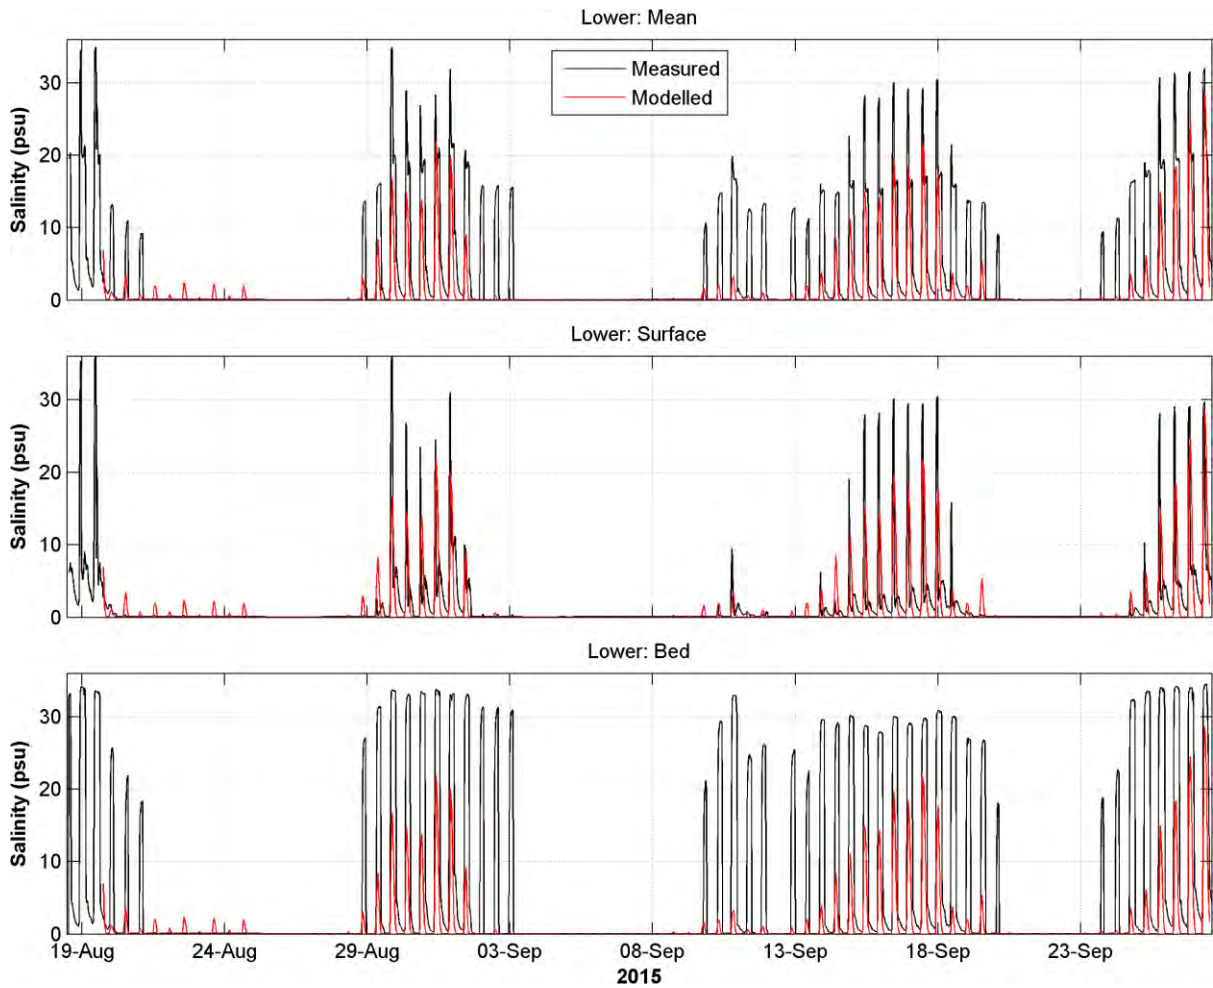 Lower: Mean
Salinity (psu)
30
20
10
0
Measured
Modelled
Lower: Surface
Salinity (psu)
30
20
10
0
Lower: Bed
Salinity (psu)
30
20
10
0
19-Aug 24-Aug 29-Aug 03-Sep 08-Sep 13-Sep 18-Sep 23-Sep
2015